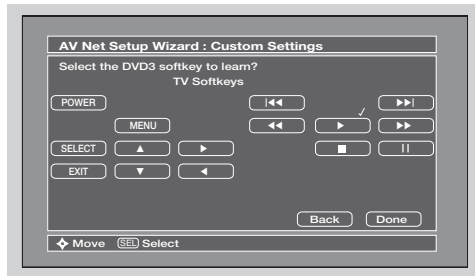 AV Net Setup Wizard : Custom Settings
Select the DVD3 softkey to learn?
TV Softkeys
POWER
MENU
SELECT
EXIT
Back Done
Move SEL Select